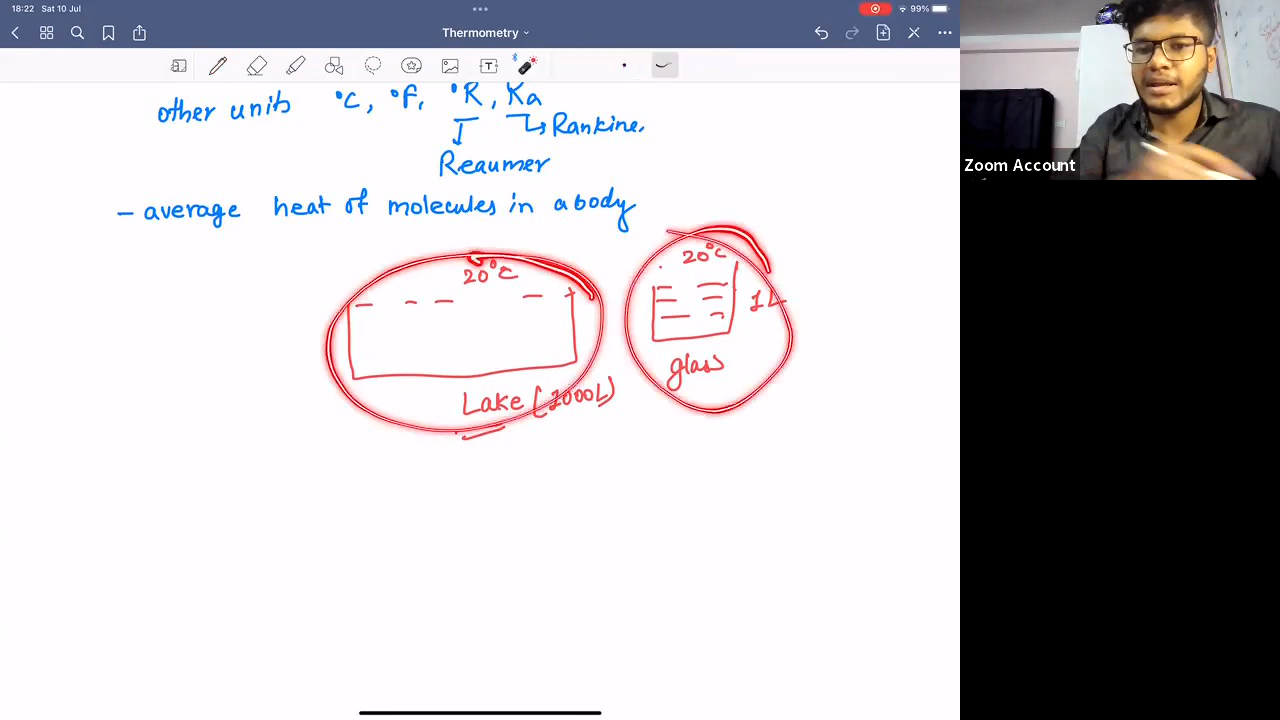 18:22 Sat 10 Jul
99%
Thermometry
other units °C, °F, °R, Ka
Rankine.
Reaumer
Zoom Account
- average heat of molecules in a body
20°C
20°C
1L
glass
Lake (1000L)